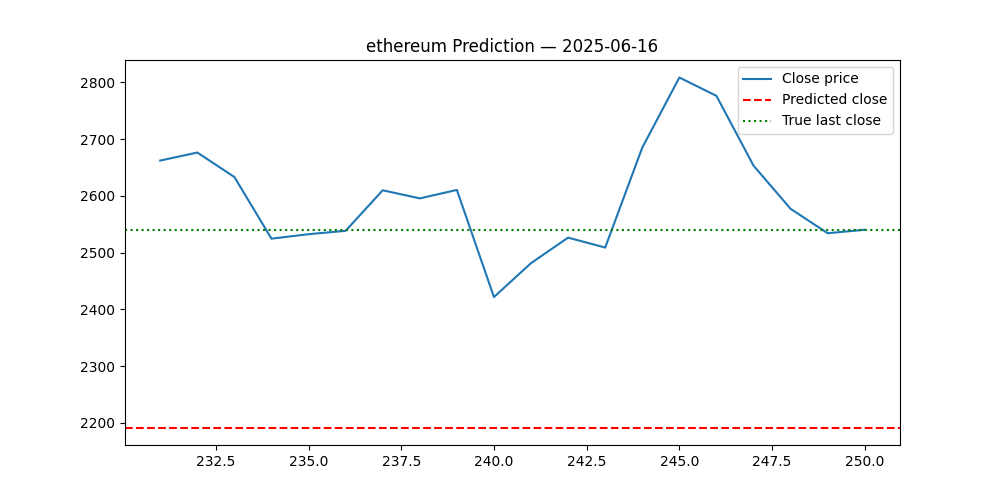 ethereum Prediction — 2025-06-16
Close price
Predicted close
True last close
2800
2700
2600
2500
2400
2300
2200
232.5 235.0 237.5 240.0 242.5 245.0 247.5 250.0